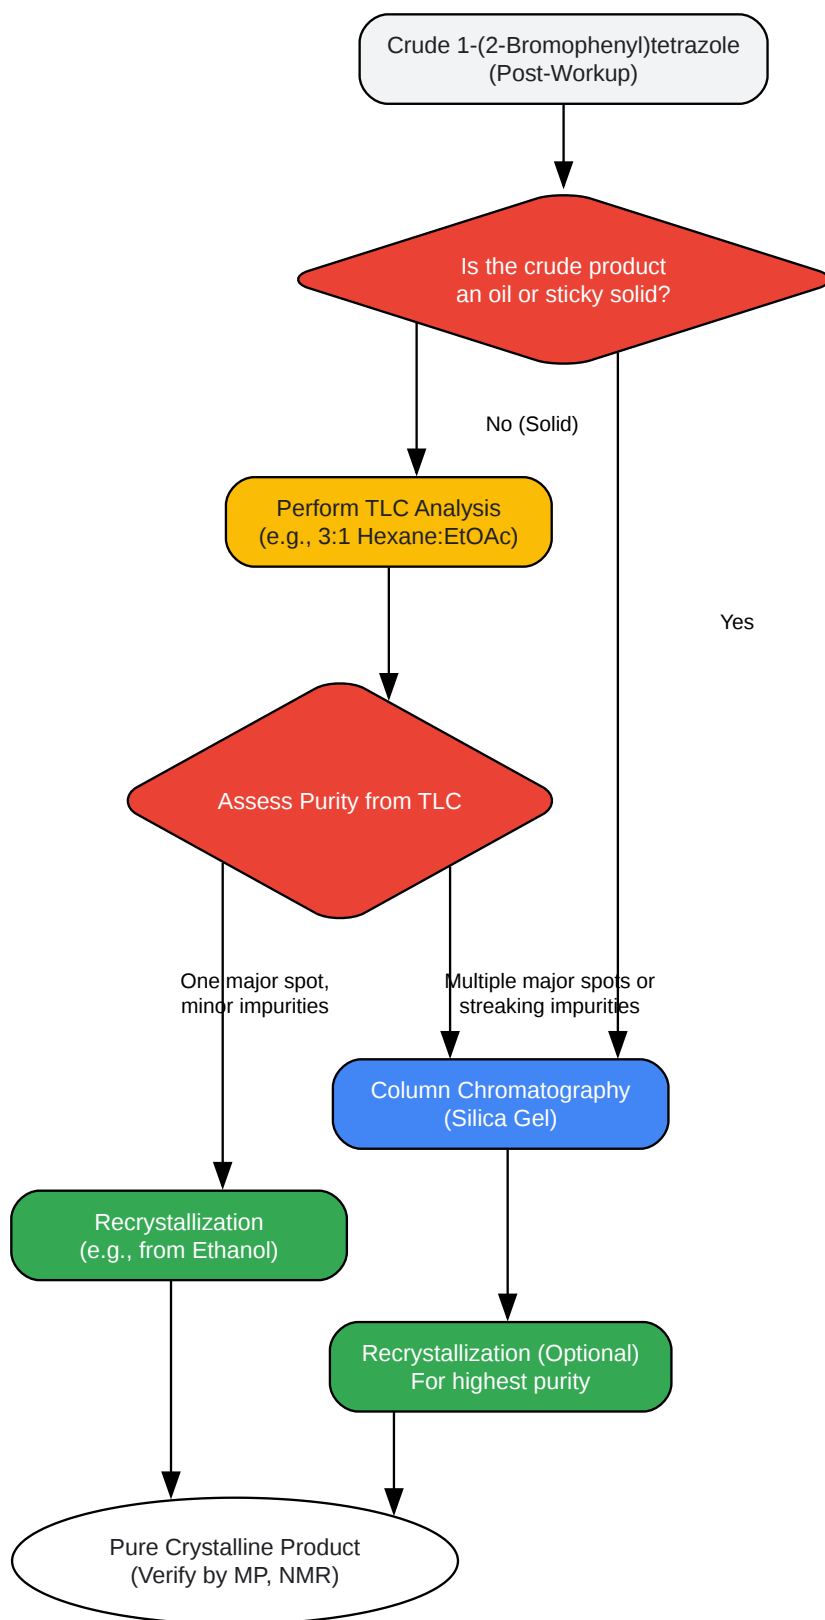 Crude 1-(2-Bromophenyl)tetrazole
(Post-Workup)
Is the crude product
an oil or sticky solid?
No (Solid)
Perform TLC Analysis
(e.g., 3:1 Hexane:EtOAc)
Yes
Assess Purity from TLC
One major spot,
minor impurities
Multiple major spots or
streaking impurities
Column Chromatography
(Silica Gel)
Recrystallization
(e.g., from Ethanol)
Recrystallization (Optional)
For highest purity
Pure Crystalline Product
(Verify by MP, NMR)